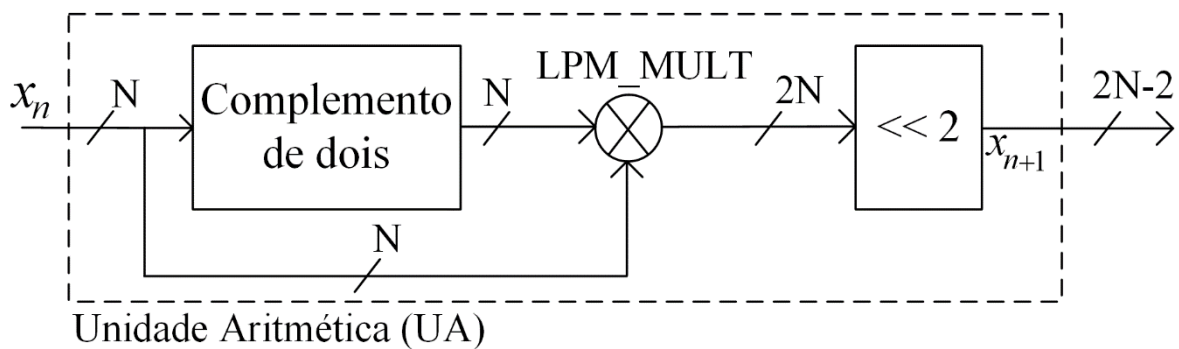 LPM_MULT
x_n
N
Complemento
de dois
N
2N
<< 2
x_{n+1}
2N-2
N
Unidade Aritmética (UA)